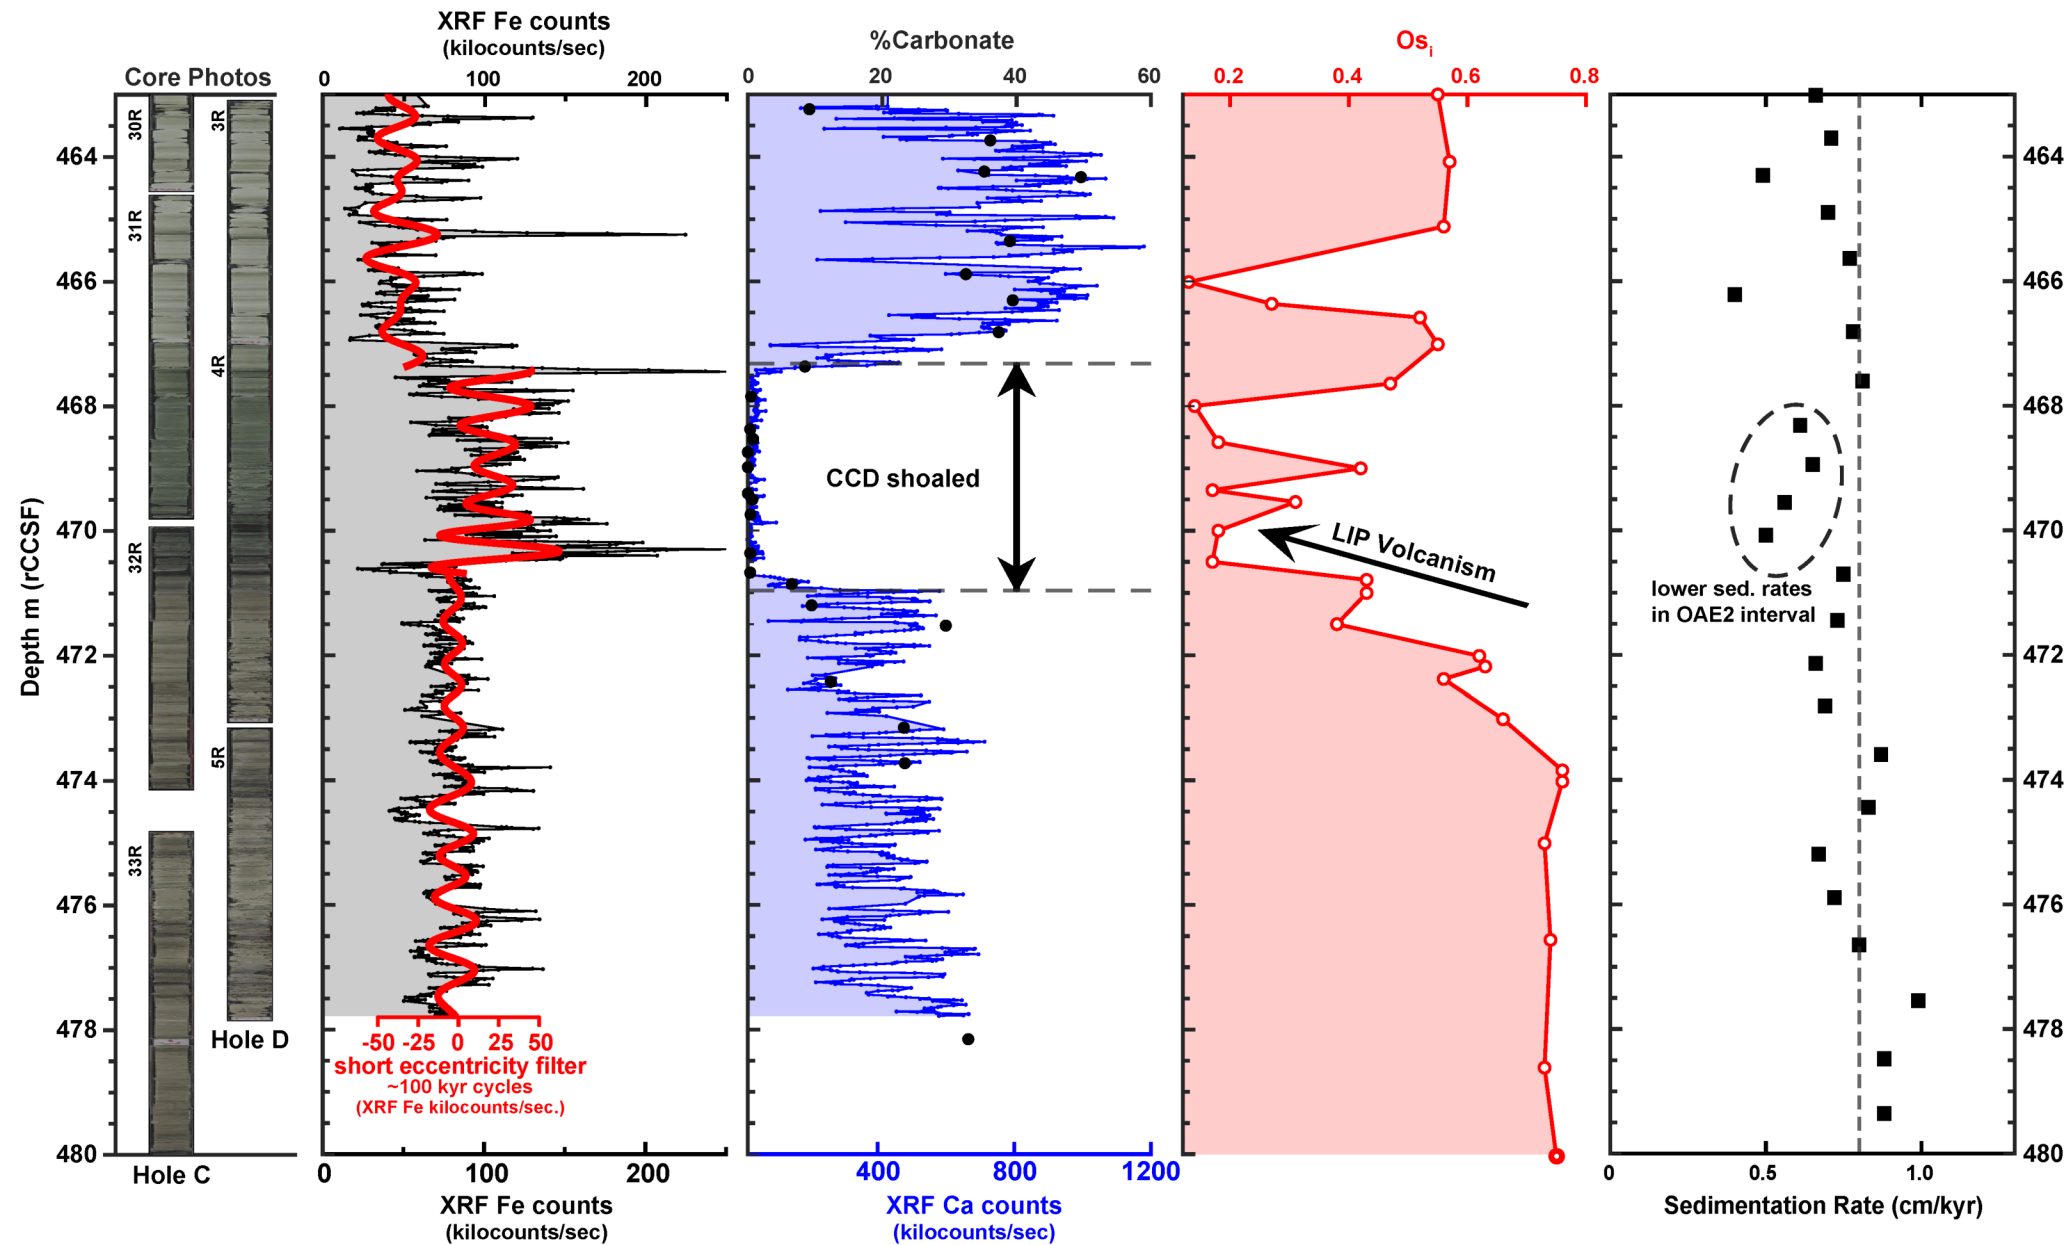 XRF Fe counts
(kilocounts/sec)
%Carbonate
Os i
Core Photos
0 100 200
0 20 40 60
0.2 0.4 0.6 0.8
30R
3R
31R
4R
32R
5R
33R
Depth m (rCCSF)
464
466
468
470
472
474
476
478
480
CCD shoaled
LIP Volcanism
lower sed. rates
in OAE2 interval
464
466
468
470
472
474
476
478
480
Hole D
-50 -25 0 25 50
short eccentricity filter
~100 kyr cycles
(XRF Fe kilocounts/sec.)
Hole C
0 100 200
XRF Fe counts
(kilocounts/sec)
400 800 1200
XRF Ca counts
(kilocounts/sec)
0 0.5 1.0
Sedimentation Rate (cm/kyr)